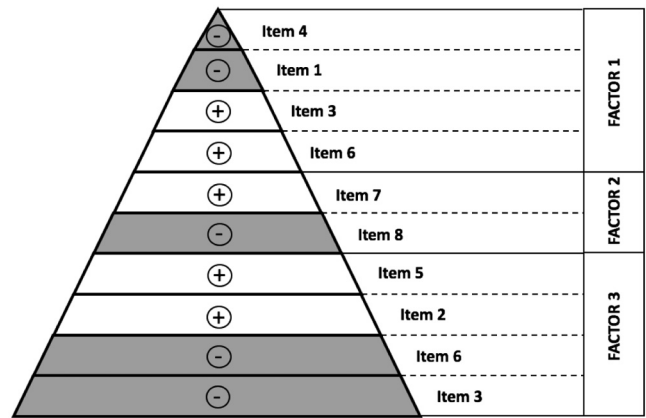 - Item 4
- Item 1
+ Item 3
+ Item 6
FACTOR 1
+ Item 7
- Item 8
FACTOR 2
+ Item 5
+ Item 2
- Item 6
- Item 3
FACTOR 3